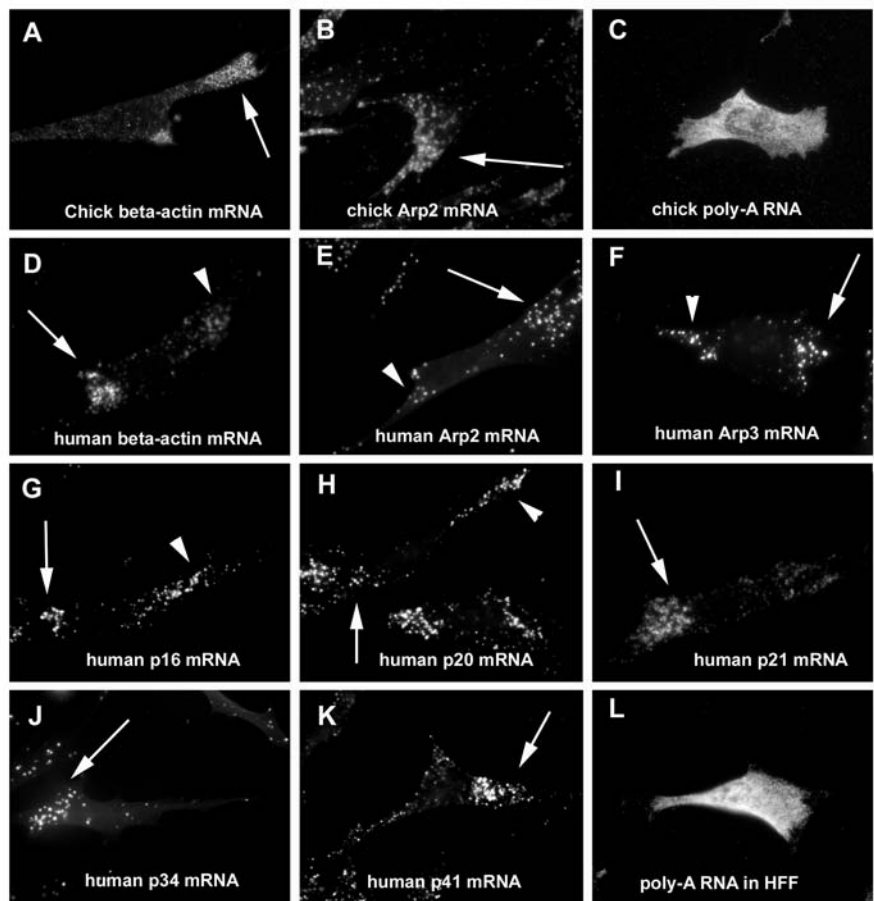 A
Chick beta-actin mRNA
B
chick Arp2 mRNA
C
chick poly-A RNA
D
human beta-actin mRNA
E
human Arp2 mRNA
F
human Arp3 mRNA
G
human p16 mRNA
H
human p20 mRNA
I
human p21 mRNA
J
human p34 mRNA
K
human p41 mRNA
L
poly-A RNA in HFF